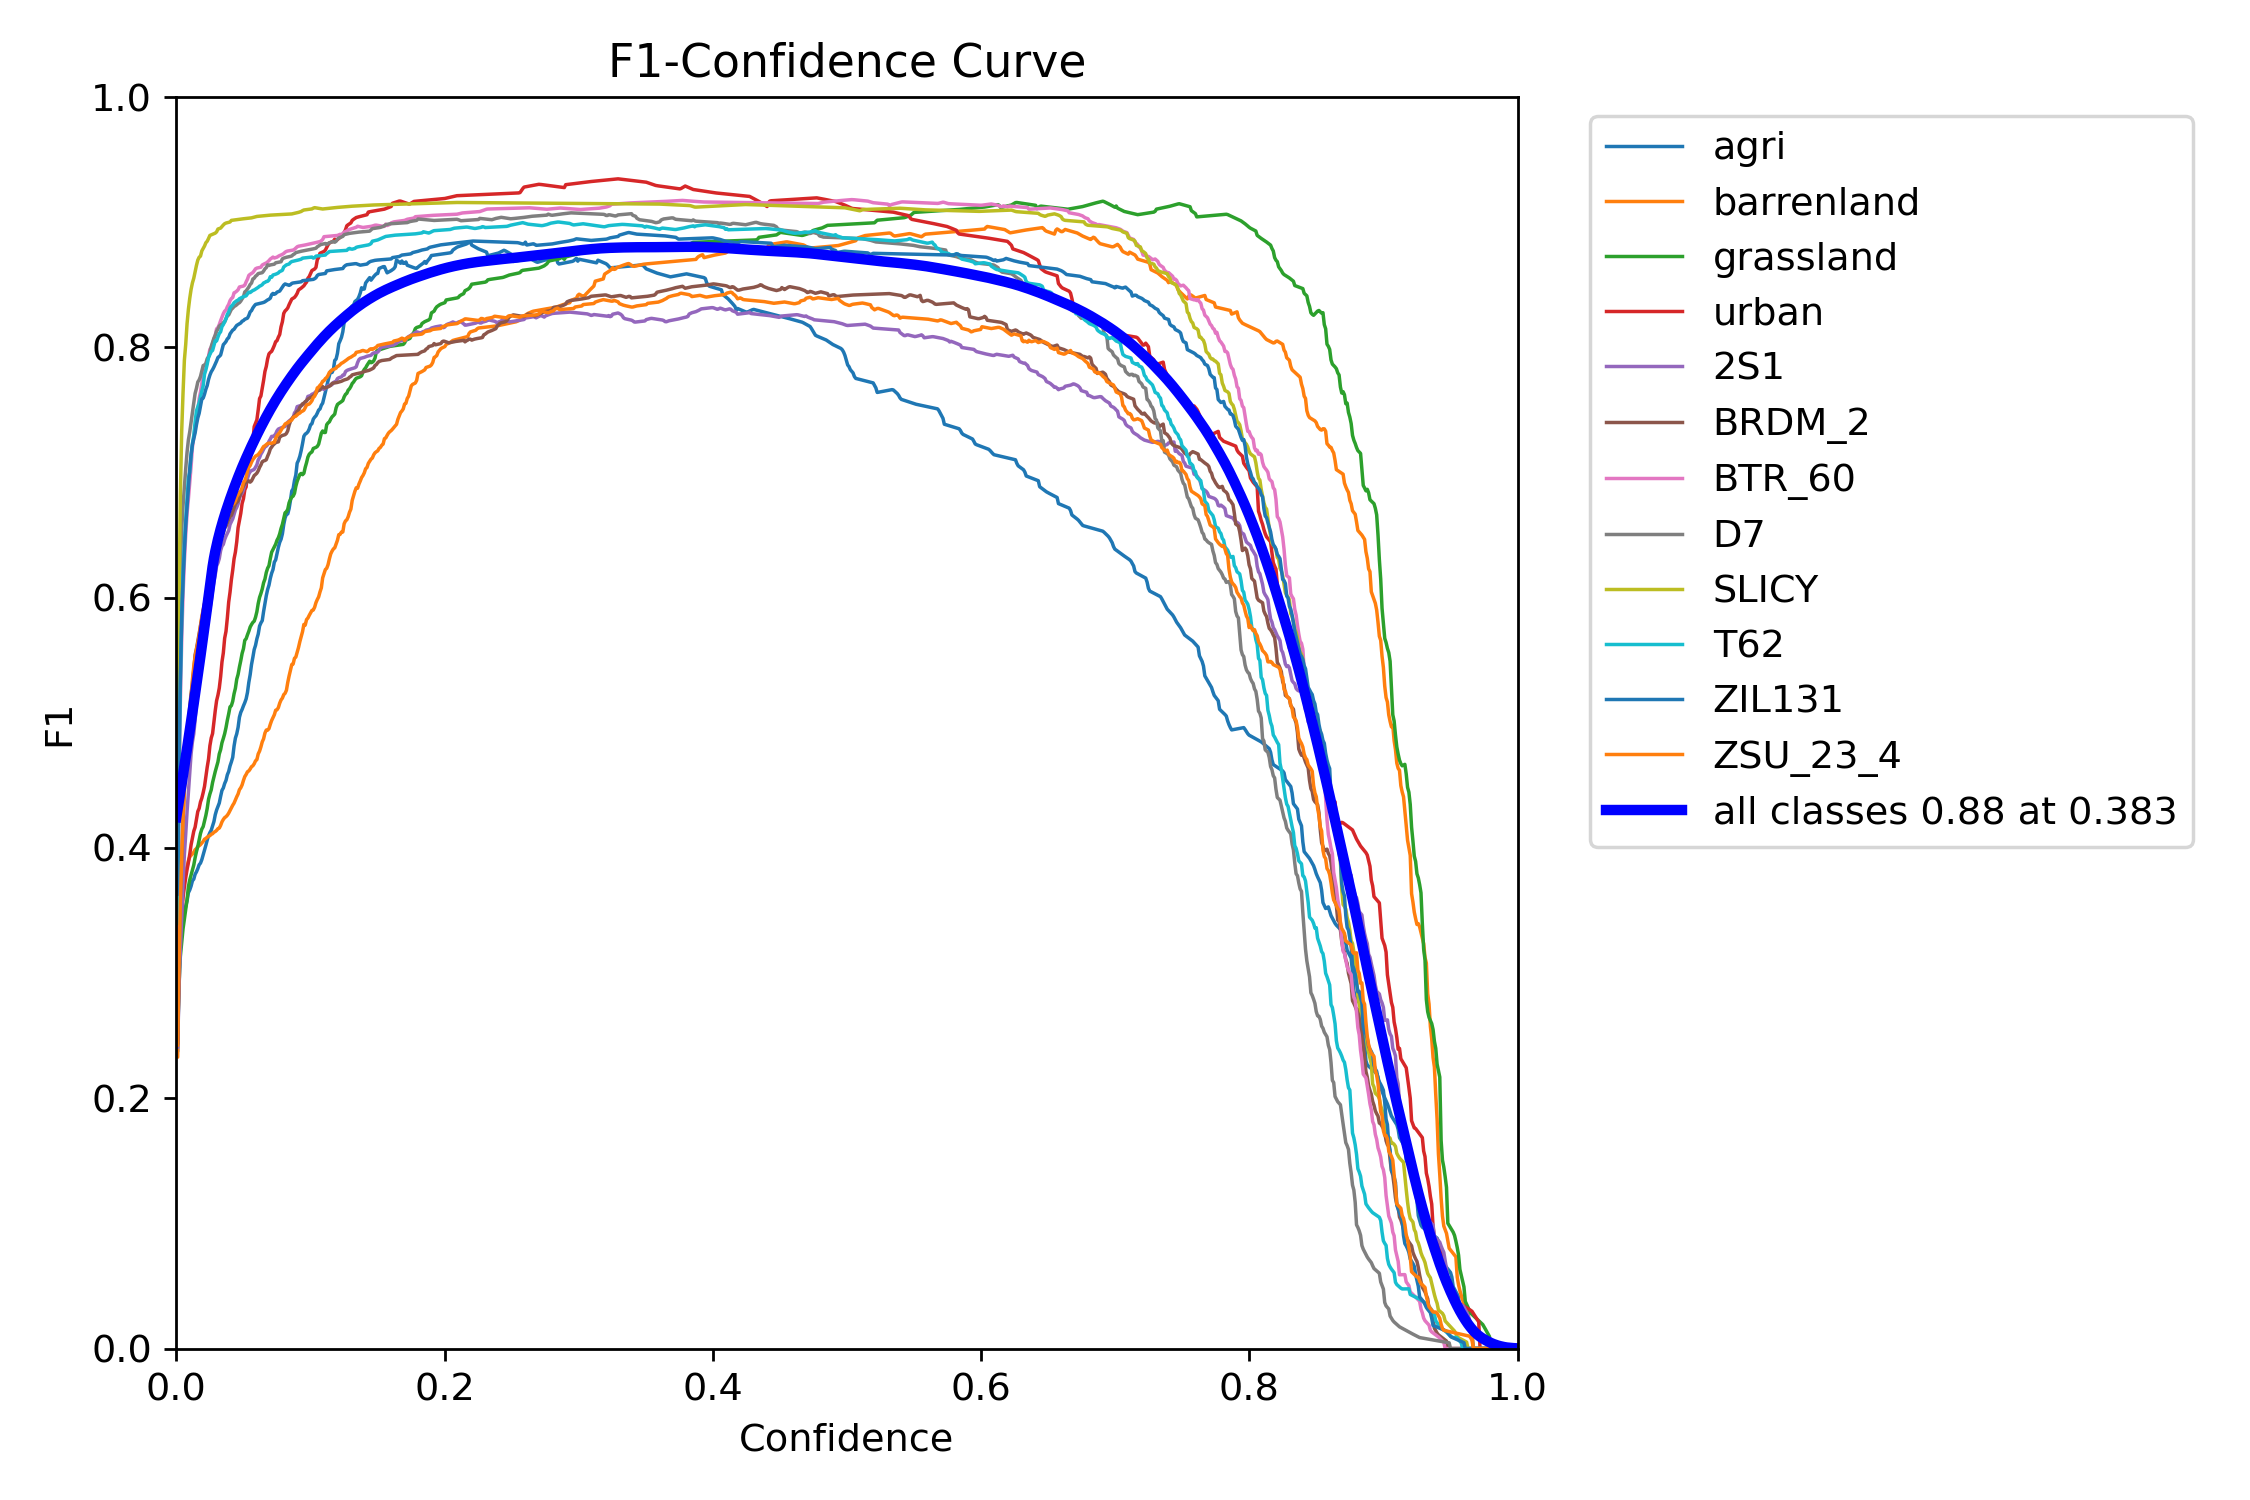 F1-Confidence Curve
1.0
0.8
0.6
0.4
0.2
0.0
F1
0.0 0.2 0.4 0.6 0.8 1.0
Confidence
agri
barrenland
grassland
urban
2S1
BRDM_2
BTR_60
D7
SLICY
T62
ZIL131
ZSU_23_4
all classes 0.88 at 0.383